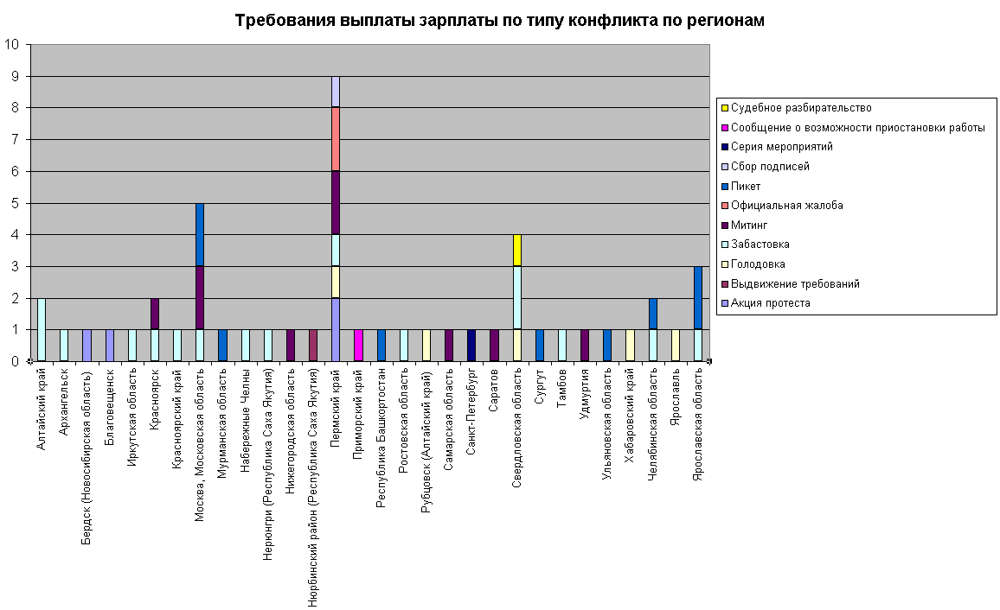 Требования выплаты зарплаты по типу конфликта по регионам
10
9
8
7
6
5
4
3
2
1
0
Судебное разбирательство
Сообщение о возможности приостановки работы
Серия мероприятий
Сбор подписей
Пикет
Официальная жалоба
Митинг
Забастовка
Голодовка
Выдвижение требований
Акция протеста
Алтайский край
Архангельск
Бердск (Новосибирская область)
Благовещенск
Иркутская область
Красноярск
Красноярский край
Москва, Московская область
Мурманская область
Набережные Челны
Нерюнгри (Республика Саха Якутия)
Нижегородская область
Нюрбинский район (Республика Саха Якутия)
Пермский край
Приморский край
Республика Башкортостан
Ростовская область
Рубцовск (Алтайский край)
Самарская область
Санкт-Петербург
Саратов
Свердловская область
Сургут
Тамбов
Удмуртия
Ульяновская область
Хабаровский край
Челябинская область
Ярославль
Ярославская область